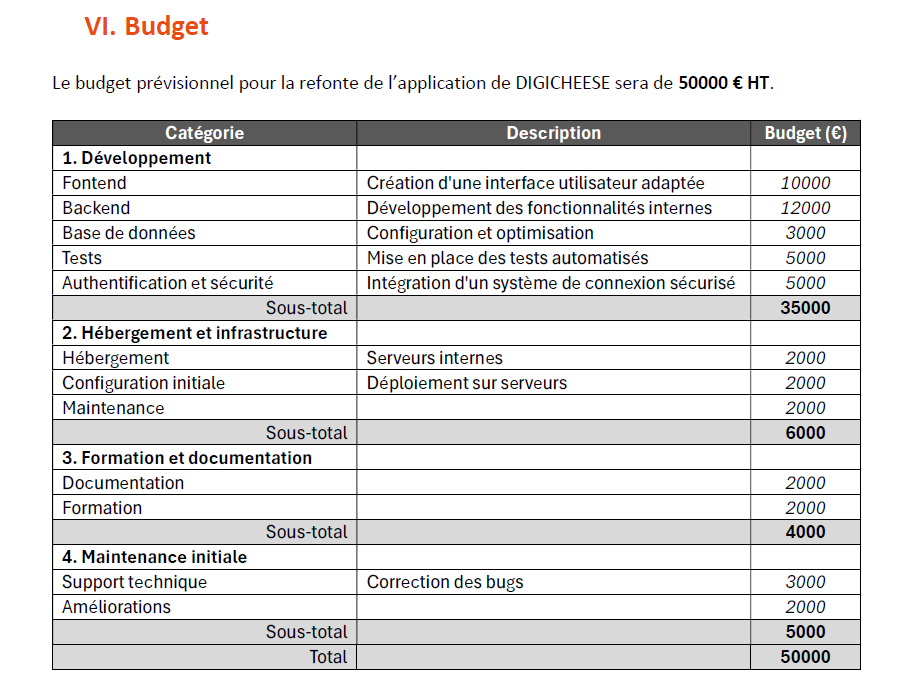 VI. Budget
Le budget prévisionnel pour la refonte de l’application de DIGICHEESE sera de 50000 € HT.
Catégorie Description Budget (€)
1. Développement
Fontend Création d'une interface utilisateur adaptée 10000
Backend Développement des fonctionnalités internes 12000
Base de données Configuration et optimisation 3000
Tests Mise en place des tests automatisés 5000
Authentification et sécurité Intégration d'un système de connexion sécurisé 5000
Sous-total 35000
2. Hébergement et infrastructure
Hébergement Serveurs internes 2000
Configuration initiale Déploiement sur serveurs 2000
Maintenance 2000
Sous-total 6000
3. Formation et documentation
Documentation 2000
Formation 2000
Sous-total 4000
4. Maintenance initiale
Support technique Correction des bugs 3000
Améliorations 2000
Sous-total 5000
Total 50000